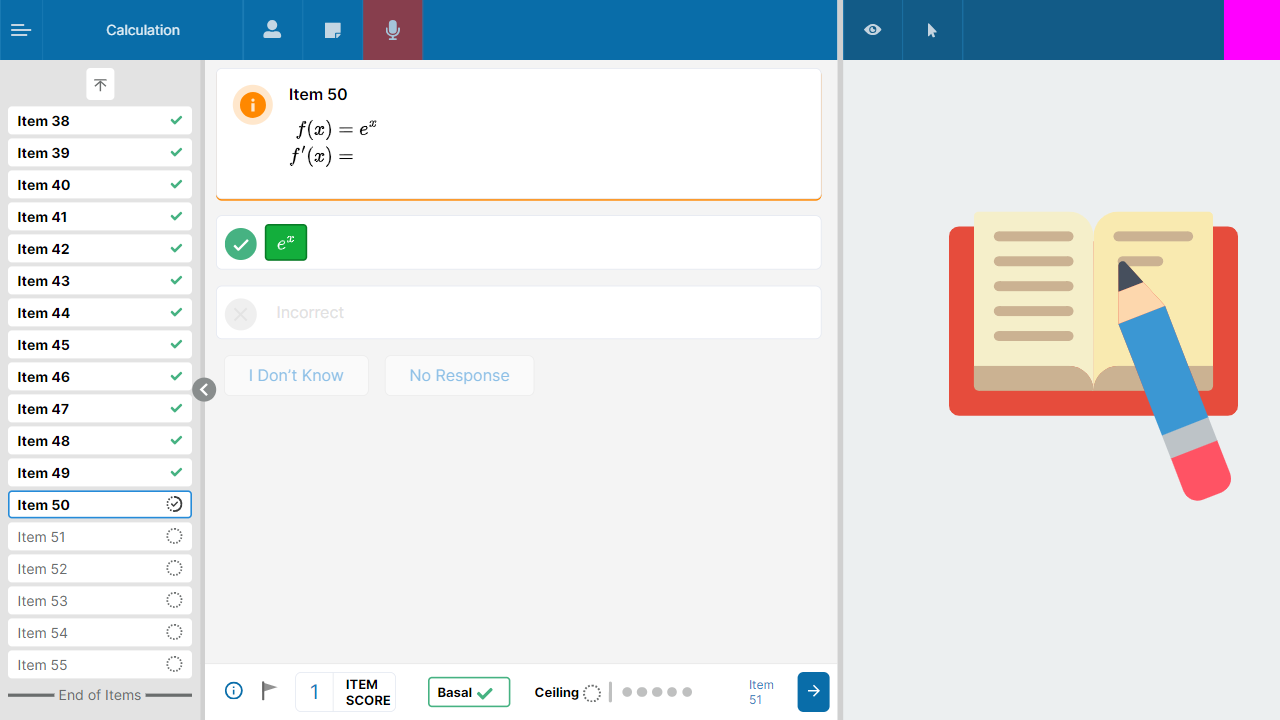 Calculation
Item 38
Item 39
Item 40
Item 41
Item 42
Item 43
Item 44
Item 45
Item 46
Item 47
Item 48
Item 49
Item 50
Item 51
Item 52
Item 53
Item 54
Item 55
End of Items
Item 50
f(x) = eˣ
f′(x) =
eˣ
Incorrect
I Don’t Know
No Response
1
ITEM
SCORE
Basal
Ceiling
Item
51